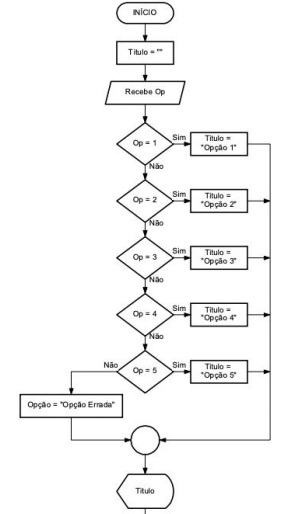 INÍCIO
Titulo = ""
Recebe Op
Op = 1
Sim
Titulo =
"Opção 1"
Não
Op = 2
Sim
Titulo =
"Opção 2"
Não
Op = 3
Sim
Titulo =
"Opção 3"
Não
Op = 4
Sim
Titulo =
"Opção 4"
Não
Não
Op = 5
Sim
Titulo =
"Opção 5"
Opção = "Opção Errada"
Titulo